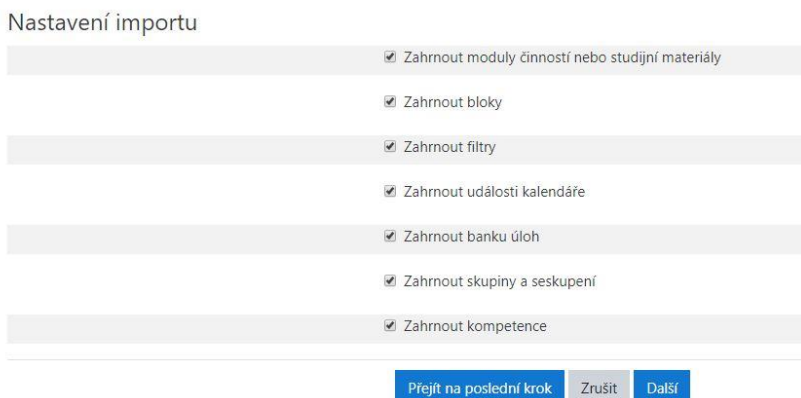 Nastavení importu
Zahrnout moduly činností nebo studijní materiály
Zahrnout bloky
Zahrnout filtry
Zahrnout události kalendáře
Zahrnout banku úloh
Zahrnout skupiny a seskupení
Zahrnout kompetence
Přejít na poslední krok Zrušit Další